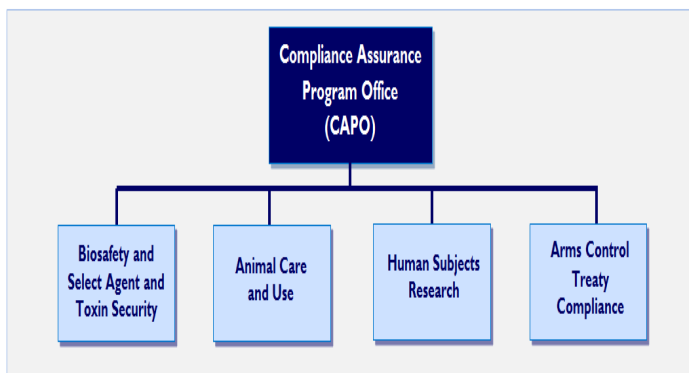 Compliance Assurance
Program Office
(CAPO)
Biosafety and
Select Agent and
Toxin Security
Animal Care
and Use
Human Subjects
Research
Arms Control
Treaty
Compliance